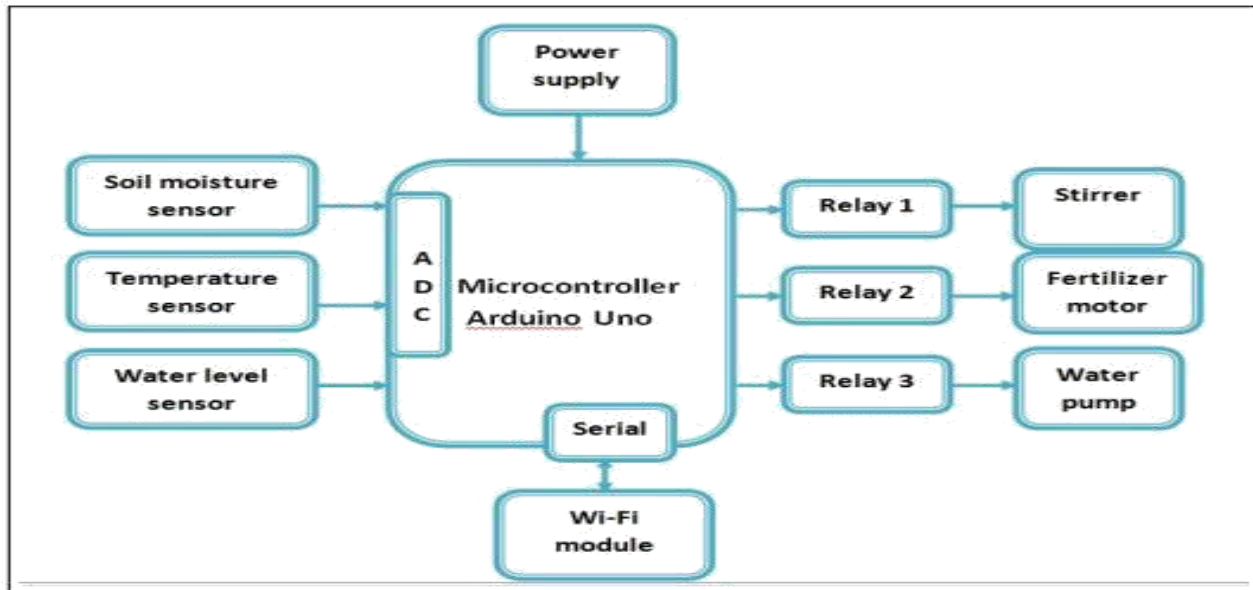 Power
supply
Soil moisture
sensor
Temperature
sensor
Water level
sensor
A
D
C
Microcontroller
Arduino Uno
Serial
Wi-Fi
module
Relay 1
Stirrer
Relay 2
Fertilizer
motor
Relay 3
Water
pump